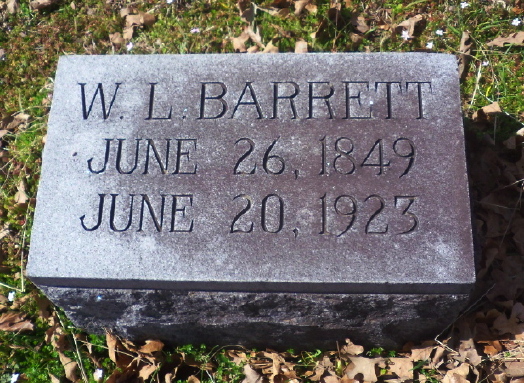 W. L. BARRETT
JUNE 26, 1849
JUNE 20, 1923